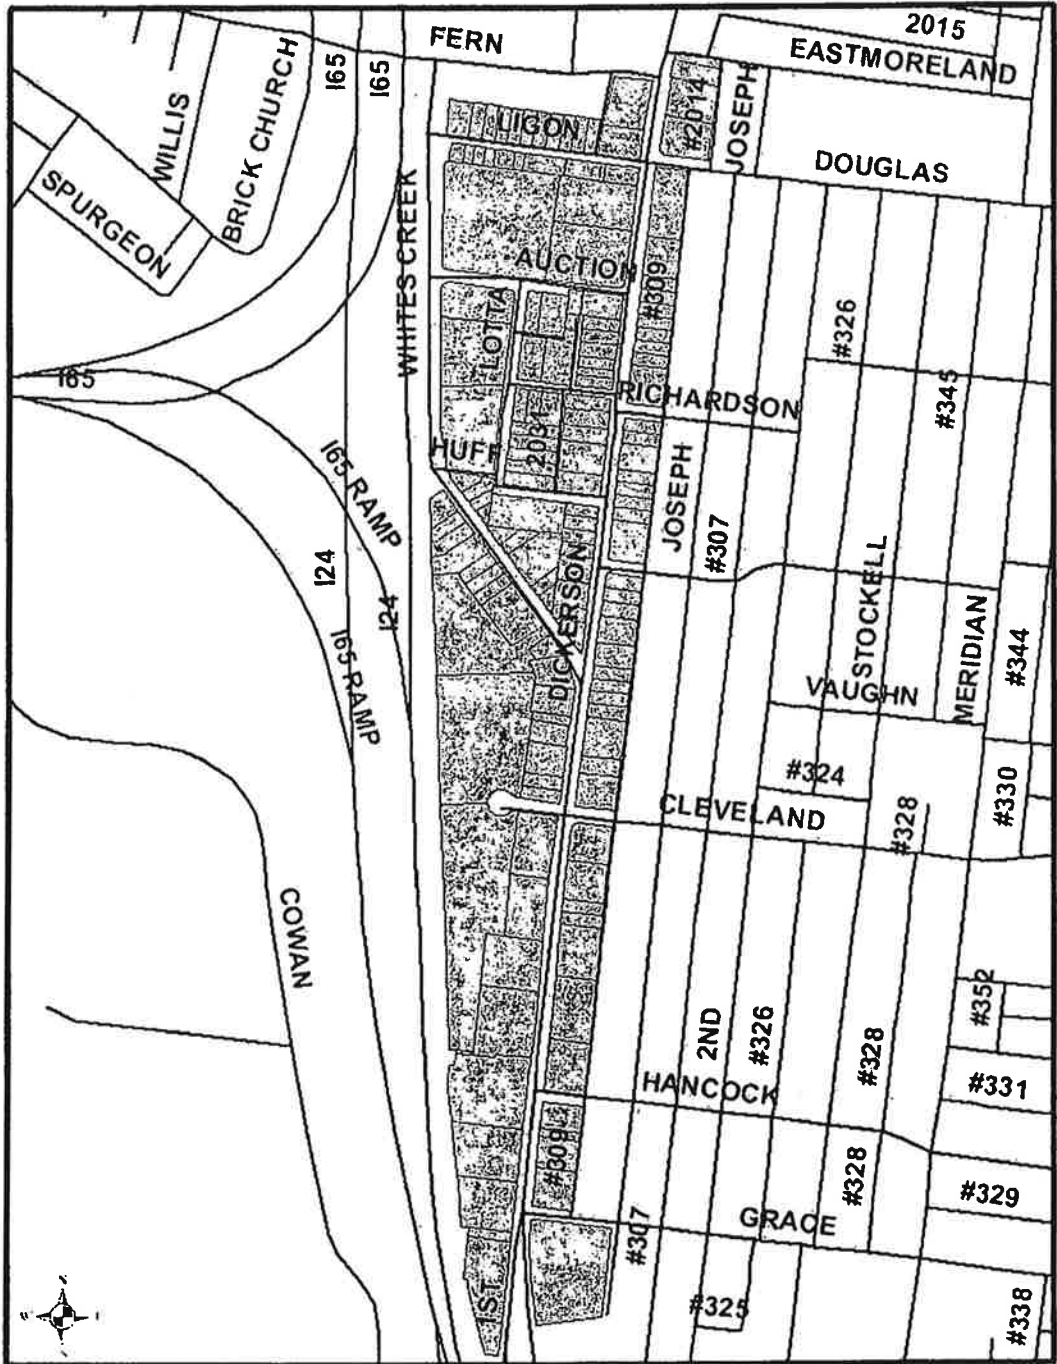 2015
FERN
EASTMORELAND
I65
I65
WILLIS
BRICK CHURCH
LIGON
#2014
JOSEPH
DOUGLAS
SPURGEON
WHITES CREEK
AUCTION
#309
LOTTA
#326
I65
RICHARDSON
#345
HUFF
2031
I65 RAMP
JOSEPH
#307
I24
I24
DICKERSON
STOCKELL
MERIDIAN
#344
I65 RAMP
VAUGHN
#324
#330
CLEVELAND
#328
COWAN
2ND
#326
#352
#328
HANCOCK
#331
#309
#328
#329
#307
GRACE
1ST
#325
#338